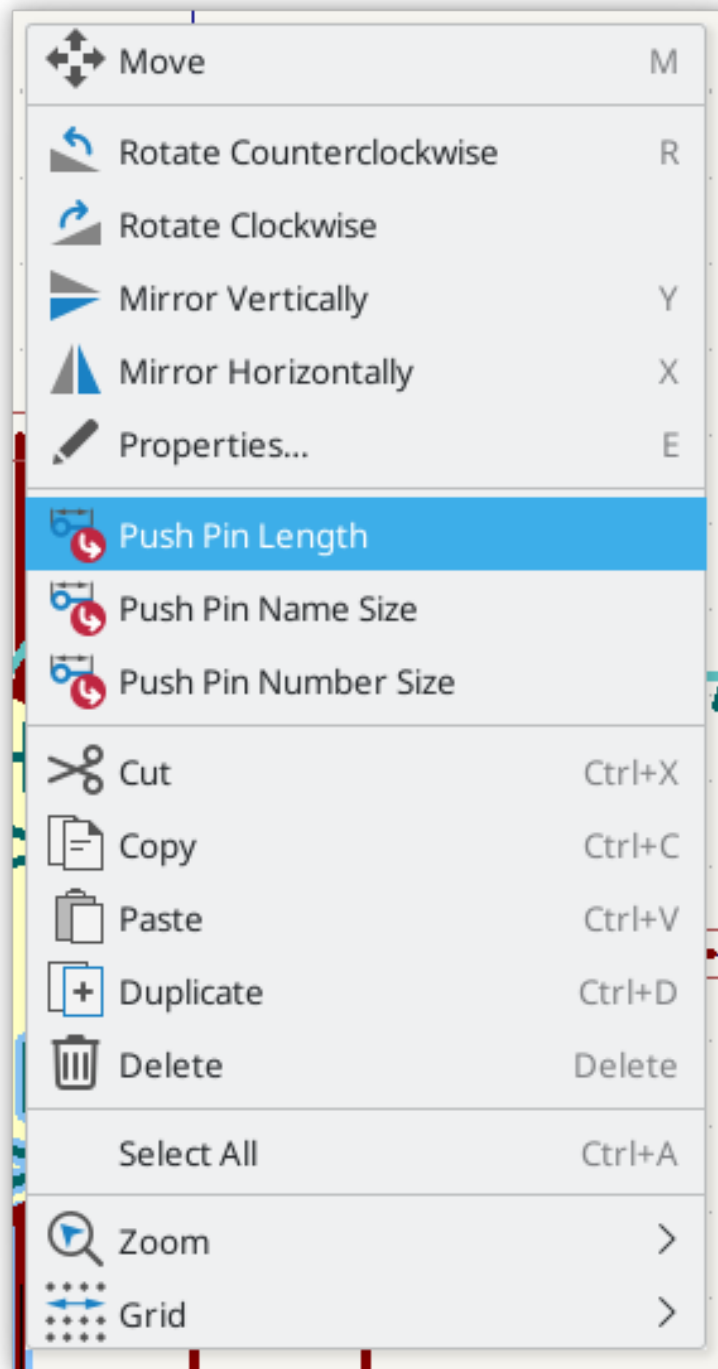 Move M
Rotate Counterclockwise R
Rotate Clockwise
Mirror Vertically Y
Mirror Horizontally X
Properties... E
Push Pin Length
Push Pin Name Size
Push Pin Number Size
Cut Ctrl+X
Copy Ctrl+C
Paste Ctrl+V
Duplicate Ctrl+D
Delete Delete
Select All Ctrl+A
Zoom
Grid